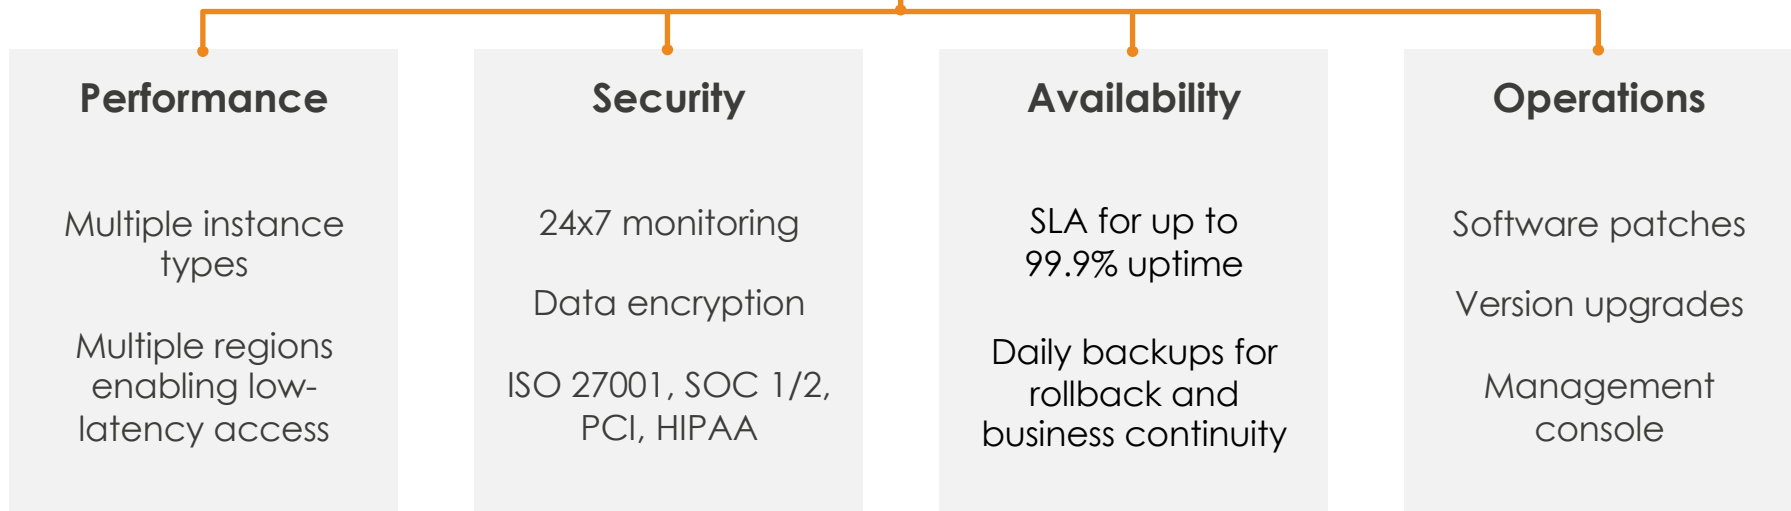 Performance
Multiple instance
types
Multiple regions
enabling low-
latency access
Security
24x7 monitoring
Data encryption
ISO 27001, SOC 1/2,
PCI, HIPAA
Availability
SLA for up to
99.9% uptime
Daily backups for
rollback and
business continuity
Operations
Software patches
Version upgrades
Management
console